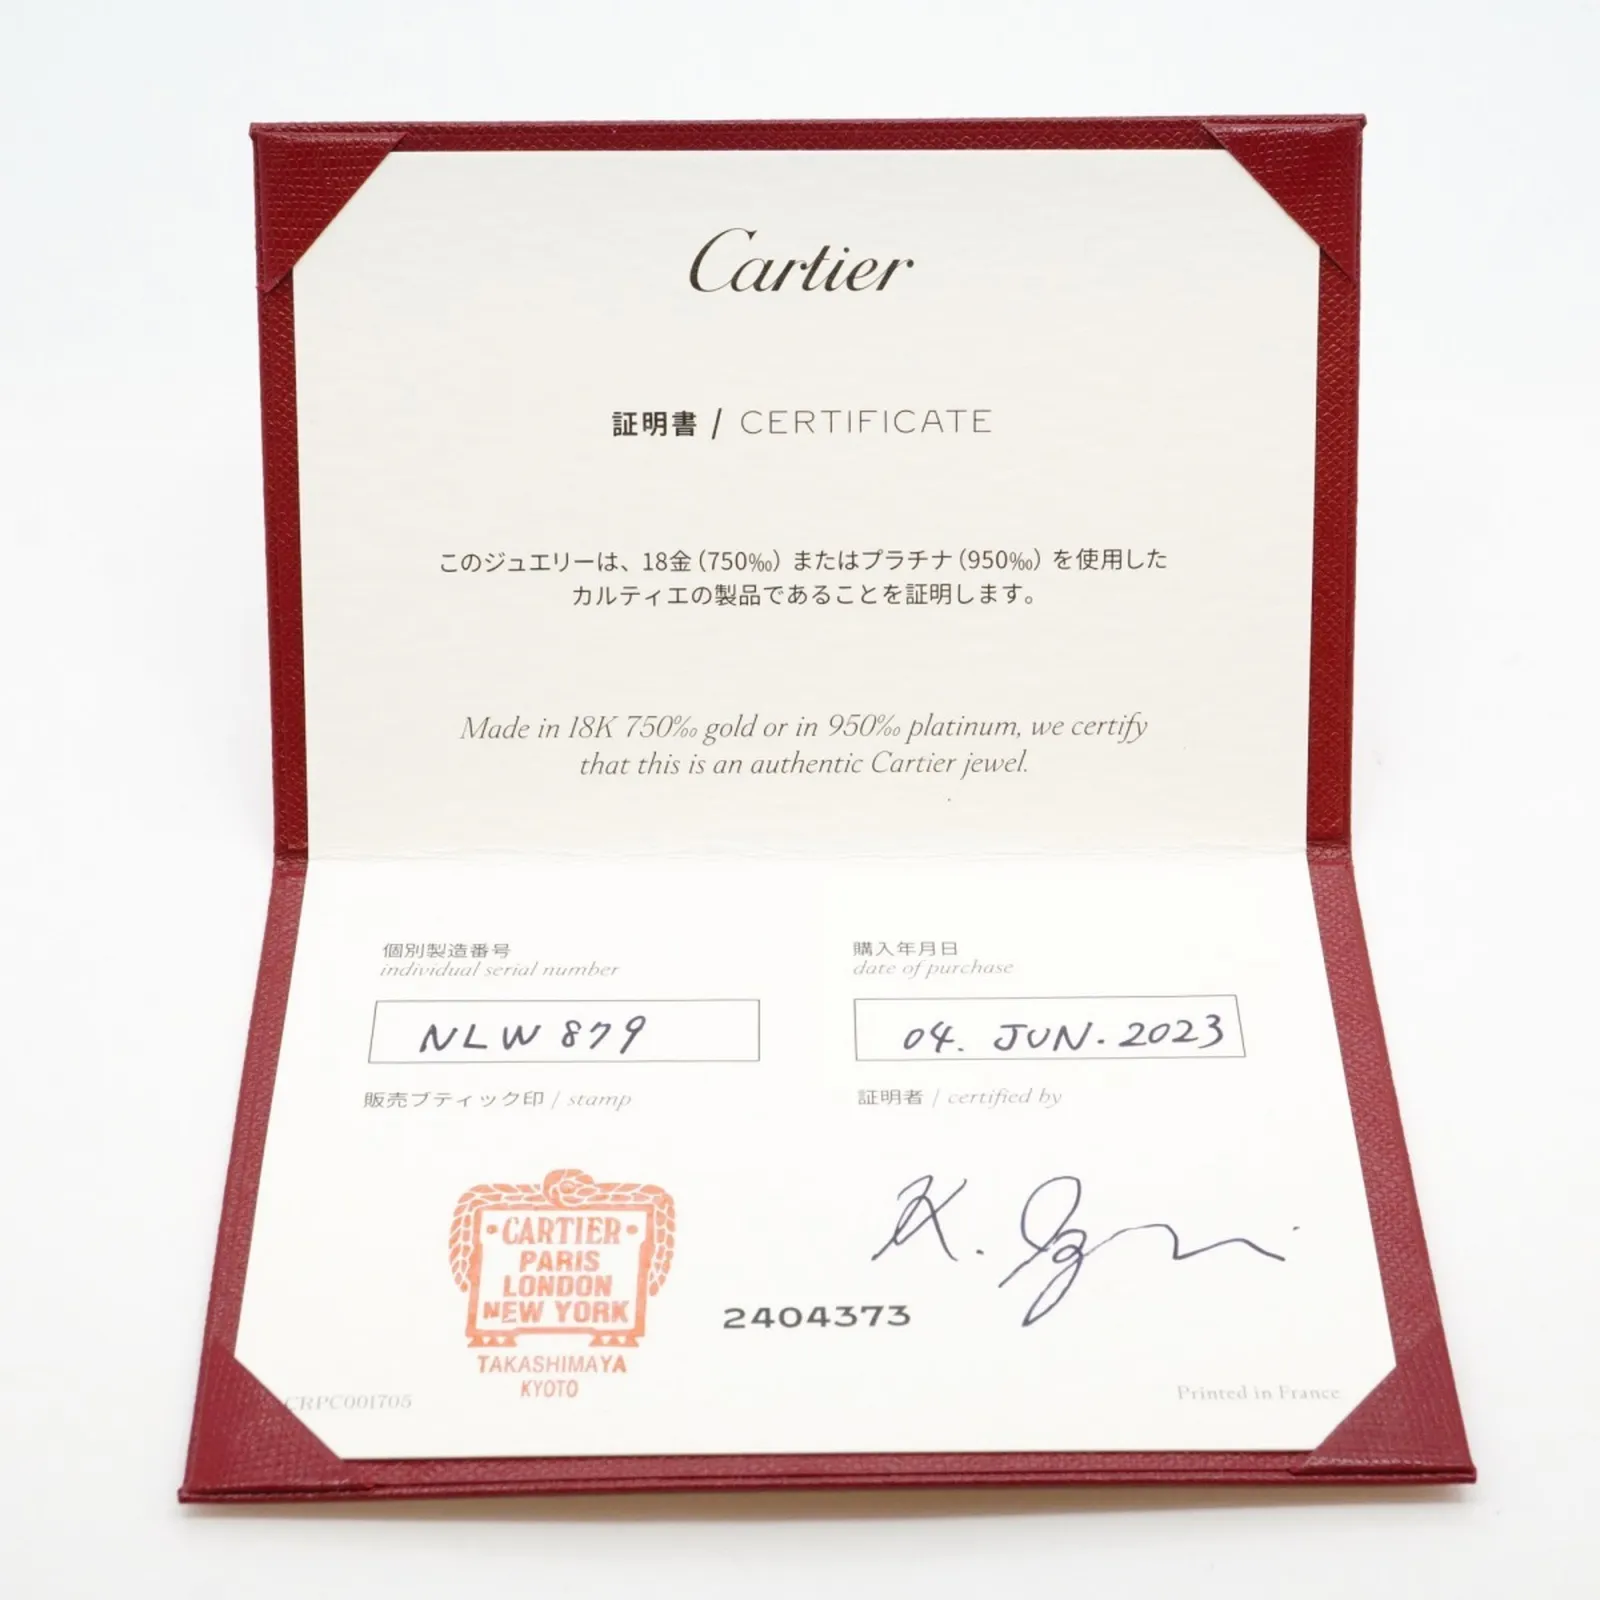 Cartier
証明書 / CERTIFICATE
このジュエリーは、18金(750‰)またはプラチナ(950‰)を使用した
カルティエの製品であることを証明します。
Made in 18K 750‰ gold or in 950‰ platinum, we certify
that this is an authentic Cartier jewel.
個別製造番号
individual serial number
NLW 879
購入年月日
date of purchase
04. JUN. 2023
販売ブティック印 / stamp
証明者 / certified by
•CARTIER•
PARIS
LONDON
NEW YORK
TAKASHIMAYA
KYOTO
2404373
CRPC001705
Printed in France